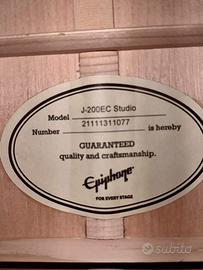 J-200EC Studio
Model
21111311077
Number is hereby
GUARANTEED
quality and craftsmanship.
Epiphone
FOR EVERY STAGE
subito